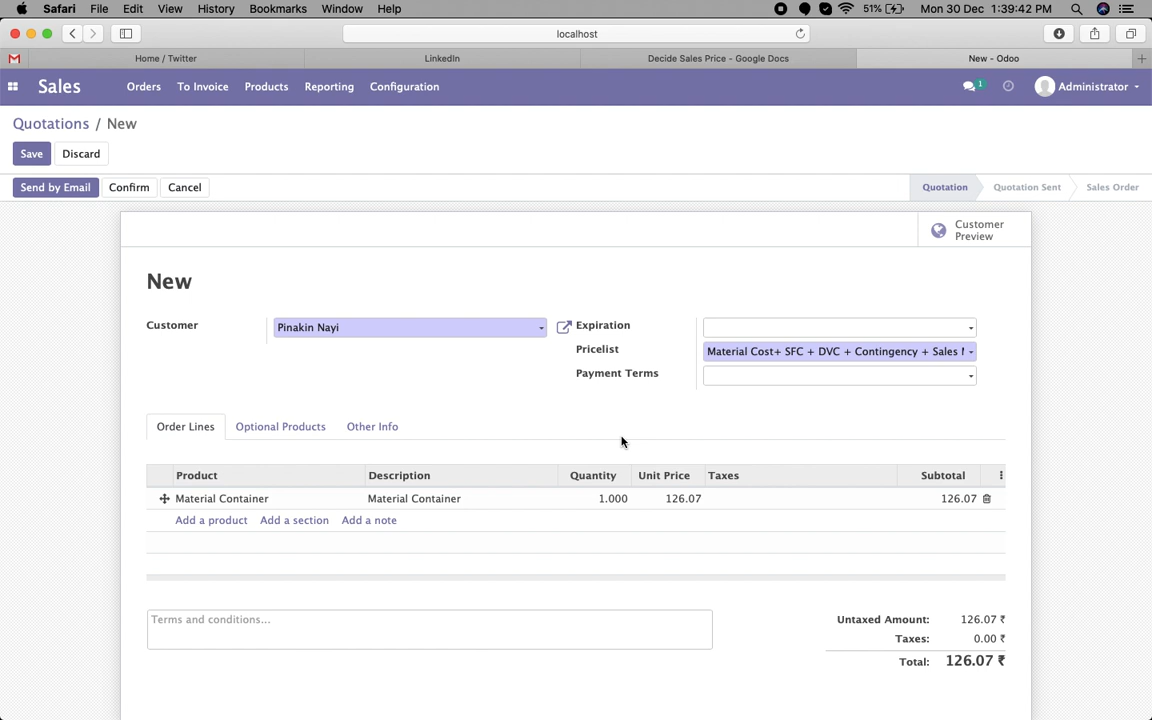 Safari File Edit View History Bookmarks Window Help 51% Mon 30 Dec 1:39:42 PM
localhost
Home / Twitter LinkedIn Decide Sales Price - Google Docs New - Odoo
Sales Orders To Invoice Products Reporting Configuration 1 Administrator
Quotations / New
Save Discard
Send by Email Confirm Cancel Quotation Quotation Sent Sales Order
Customer
Preview
New
Customer Pinakin Nayi Expiration
Pricelist Material Cost+ SFC + DVC + Contingency + Sales
Payment Terms
Order Lines Optional Products Other Info
Product Description Quantity Unit Price Taxes Subtotal
Material Container Material Container 1.000 126.07 126.07
Add a product Add a section Add a note
Terms and conditions...
Untaxed Amount: 126.07 ₹
Taxes: 0.00 ₹
Total: 126.07 ₹